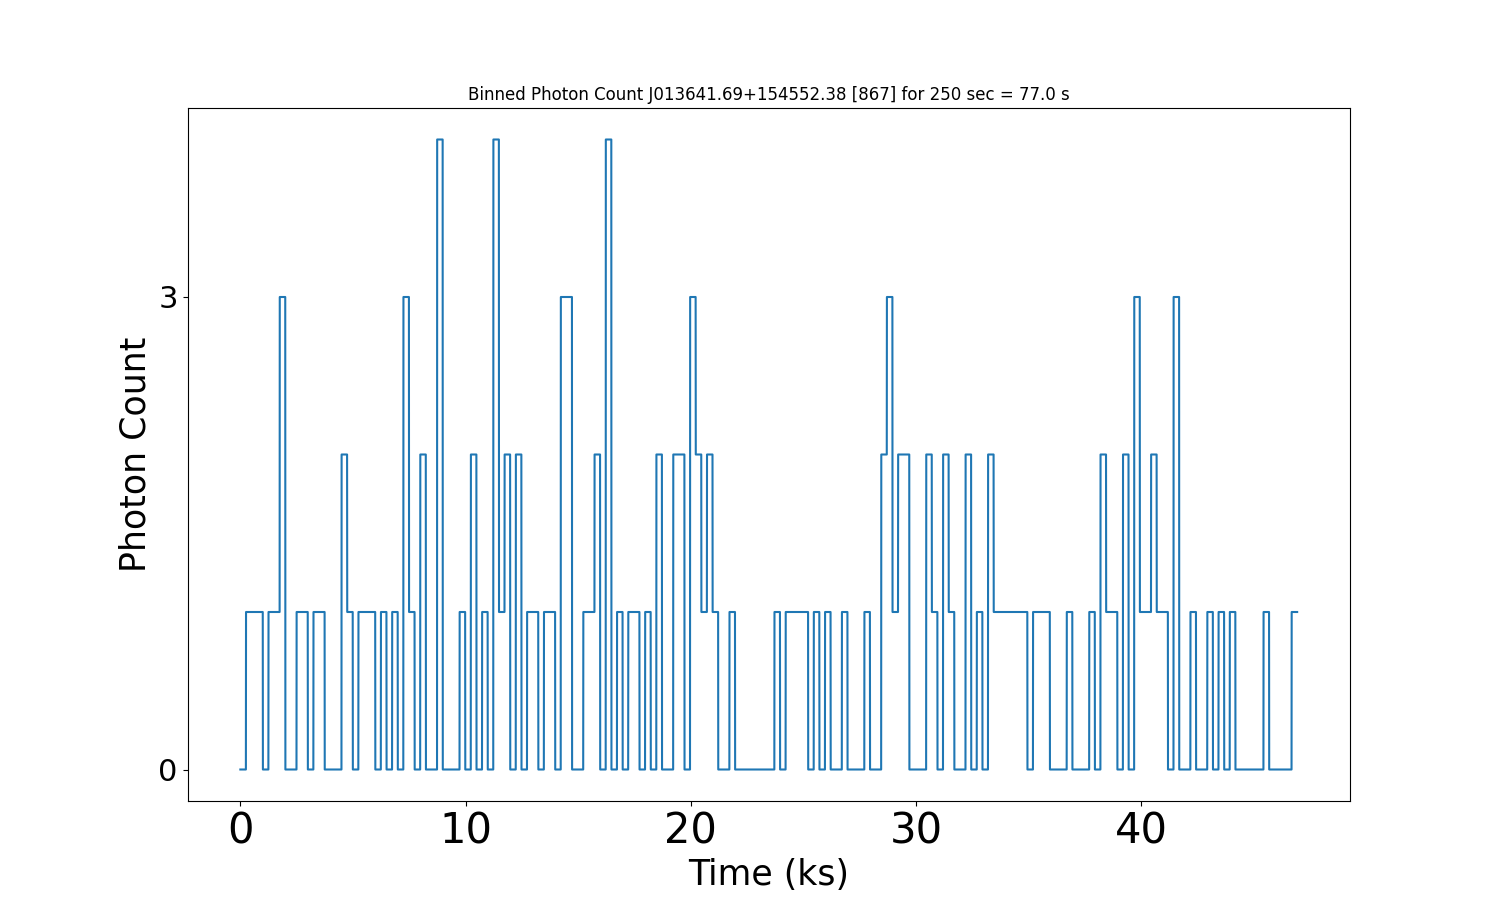 Binned Photon Count J013641.69+154552.38 [867] for 250 sec = 77.0 s
3
Photon Count
0
0 10 20 30 40
Time (ks)